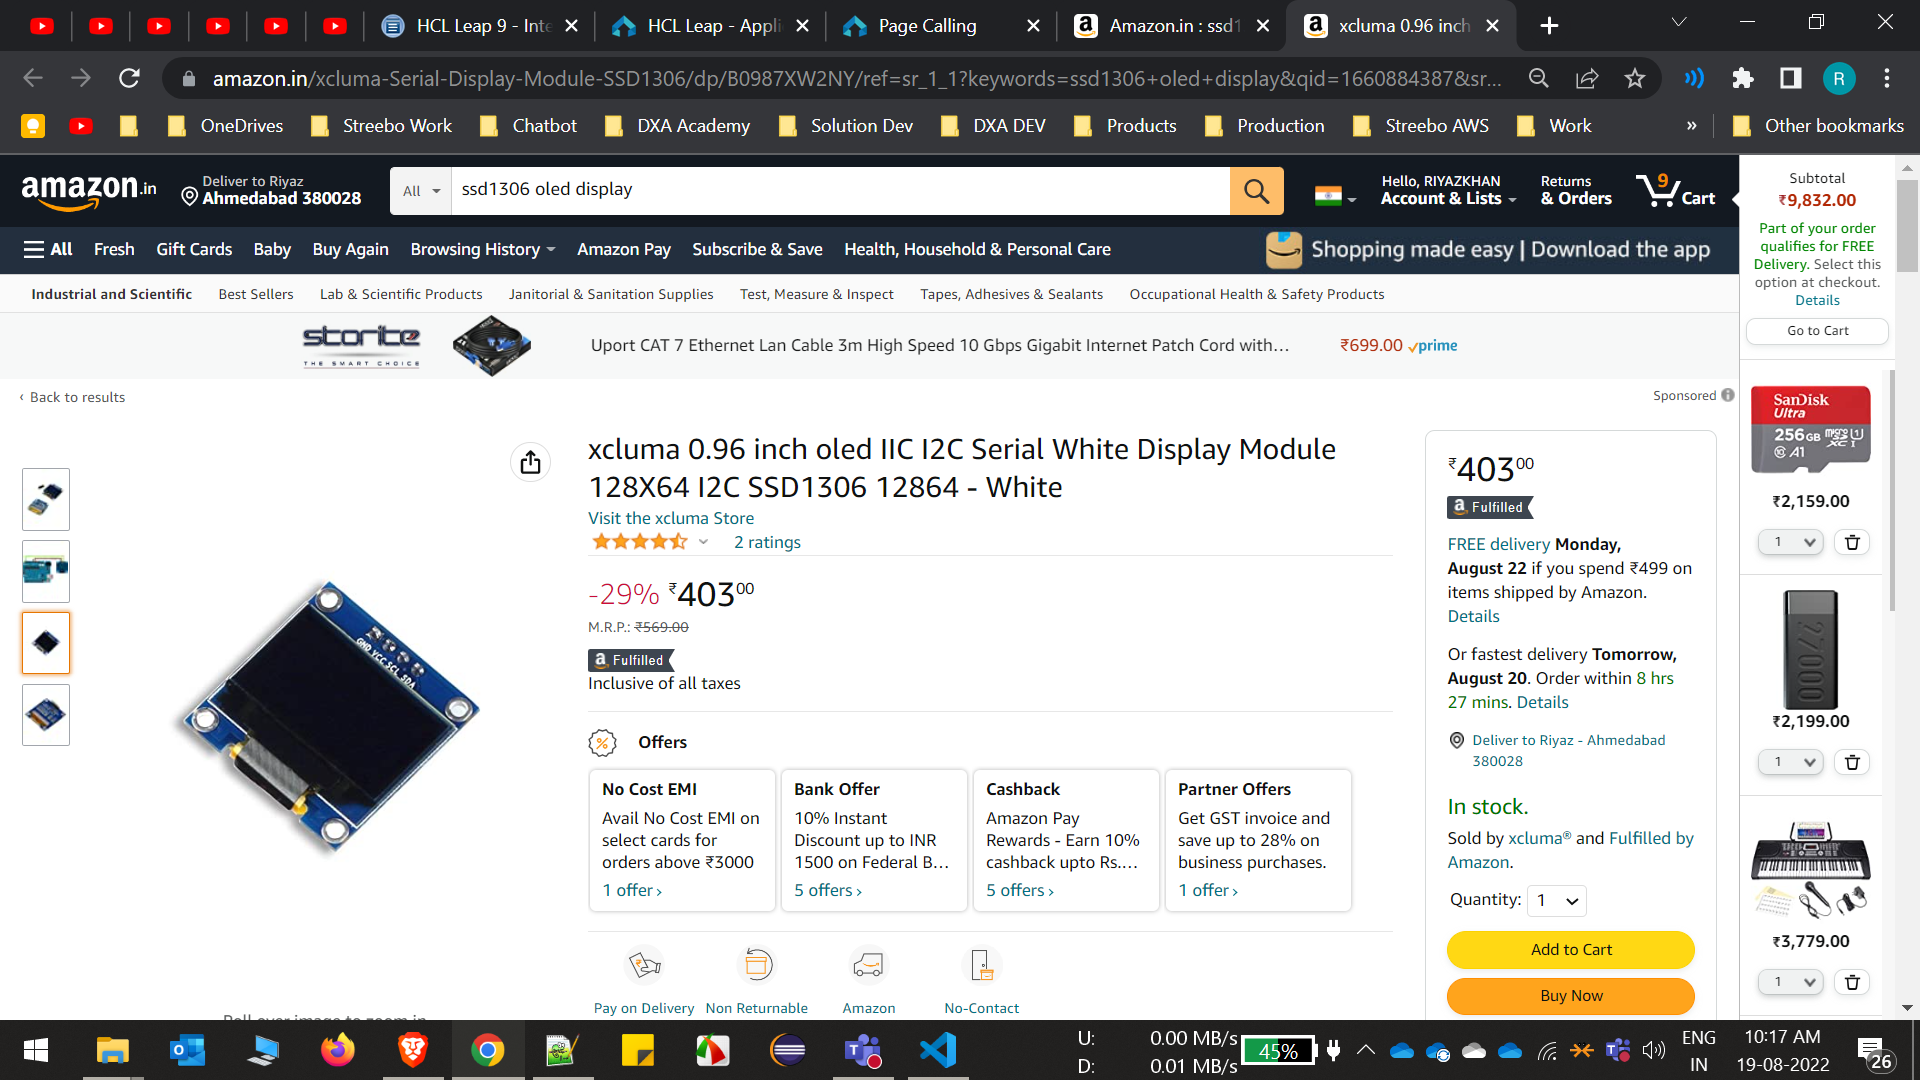 HCL Leap 9 - Inte
HCL Leap - Appli
Page Calling
Amazon.in : ssd1
xcluma 0.96 inch
amazon.in/xcluma-Serial-Display-Module-SSD1306/dp/B0987XW2NY/ref=sr_1_1?keywords=ssd1306+oled+display&qid=1660884387&sr...
R
OneDrives
Streebo Work
Chatbot
DXA Academy
Solution Dev
DXA DEV
Products
Production
Streebo AWS
Work
»
Other bookmarks
amazon.in
Deliver to Riyaz
Ahmedabad 380028
All
ssd1306 oled display
Hello, RIYAZKHAN
Account & Lists
Returns
& Orders
9
Cart
All
Fresh
Gift Cards
Baby
Buy Again
Browsing History
Amazon Pay
Subscribe & Save
Health, Household & Personal Care
Shopping made easy | Download the app
Industrial and Scientific
Best Sellers
Lab & Scientific Products
Janitorial & Sanitation Supplies
Test, Measure & Inspect
Tapes, Adhesives & Sealants
Occupational Health & Safety Products
storite
THE SMART CHOICE
Uport CAT 7 Ethernet Lan Cable 3m High Speed 10 Gbps Gigabit Internet Patch Cord with…
₹699.00 prime
‹ Back to results
Sponsored
GND VCC SCL SDA
xcluma 0.96 inch oled IIC I2C Serial White Display Module
128X64 I2C SSD1306 12864 - White
Visit the xcluma Store
2 ratings
-29% ₹40300
M.R.P.: ₹569.00
a Fulfilled
Inclusive of all taxes
Offers
No Cost EMI
Avail No Cost EMI on
select cards for
orders above ₹3000
1 offer ›
Bank Offer
10% Instant
Discount up to INR
1500 on Federal B…
5 offers ›
Cashback
Amazon Pay
Rewards - Earn 10%
cashback upto Rs.…
5 offers ›
Partner Offers
Get GST invoice and
save up to 28% on
business purchases.
1 offer ›
Pay on Delivery
Non Returnable
Amazon
No-Contact
Roll over image to zoom in
₹40300
a Fulfilled
FREE delivery Monday,
August 22 if you spend ₹499 on
items shipped by Amazon.
Details
Or fastest delivery Tomorrow,
August 20. Order within 8 hrs
27 mins. Details
Deliver to Riyaz - Ahmedabad
380028
In stock.
Sold by xcluma® and Fulfilled by
Amazon.
Quantity: 1
Add to Cart
Buy Now
Subtotal
₹9,832.00
Part of your order
qualifies for FREE
Delivery. Select this
option at checkout.
Details
Go to Cart
SanDisk
Ultra
256GB microSDXC I U1
C10 A1
₹2,159.00
1
27000
₹2,199.00
1
₹3,779.00
1
U: 0.00 MB/s
D: 0.01 MB/s
45%
ENG
IN
10:17 AM
19-08-2022
26